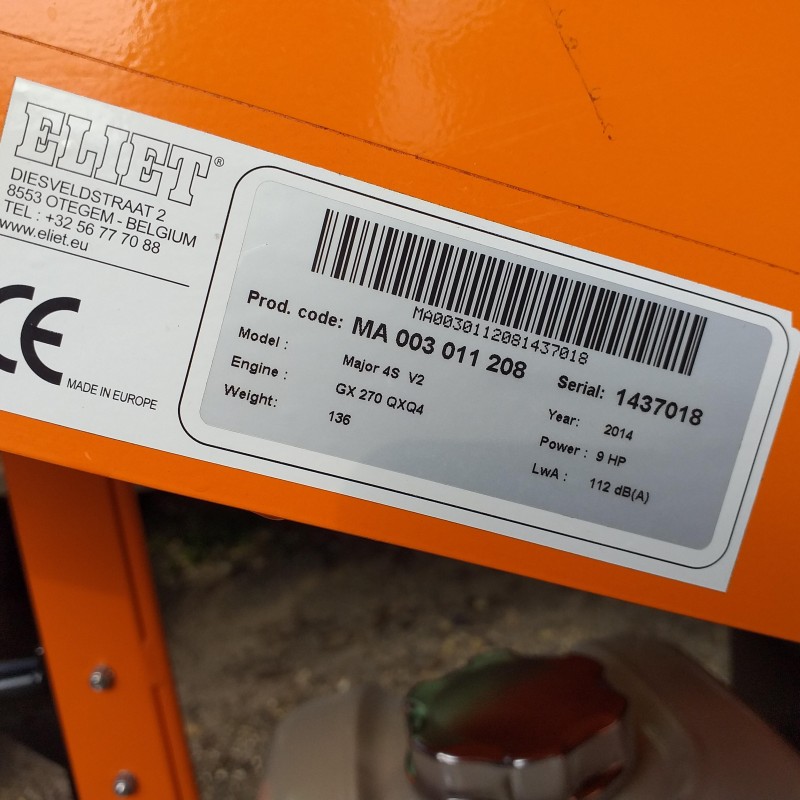 ELIET®
DIESVELDSTRAAT 2
8553 OTEGEM - BELGIUM
TEL : +32 56 77 70 88
www.eliet.eu
CE
MADE IN EUROPE
MA0030112081437018
Prod. code: MA 003 011 208 Serial: 1437018
Model : Major 4S V2 Year: 2014
Engine : GX 270 QXQ4 Power : 9 HP
Weight: 136 LwA : 112 dB(A)